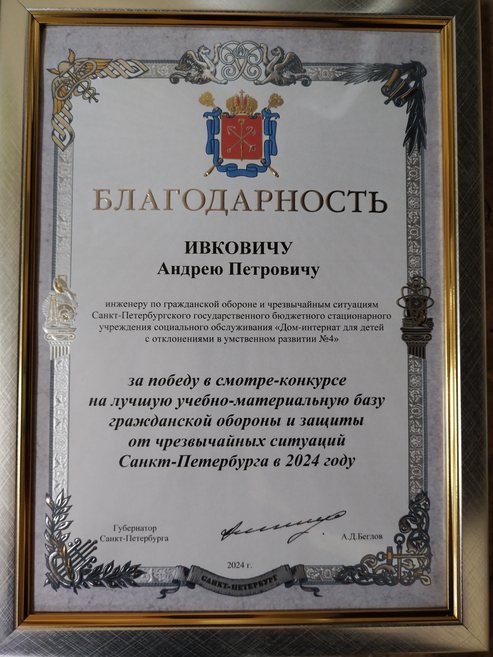 БЛАГОДАРНОСТЬ
ИВКОВИЧУ
Андрею Петровичу
инженеру по гражданской обороне и чрезвычайным ситуациям
Санкт-Петербургского государственного бюджетного стационарного
учреждения социального обслуживания «Дом-интернат для детей
с отклонениями в умственном развитии №4»
за победу в смотре-конкурсе
на лучшую учебно-материальную базу
гражданской обороны и защиты
от чрезвычайных ситуаций
Санкт-Петербурга в 2024 году
Губернатор
Санкт-Петербурга
А.Д.Беглов
2024 г.
САНКТ-ПЕТЕРБУРГ